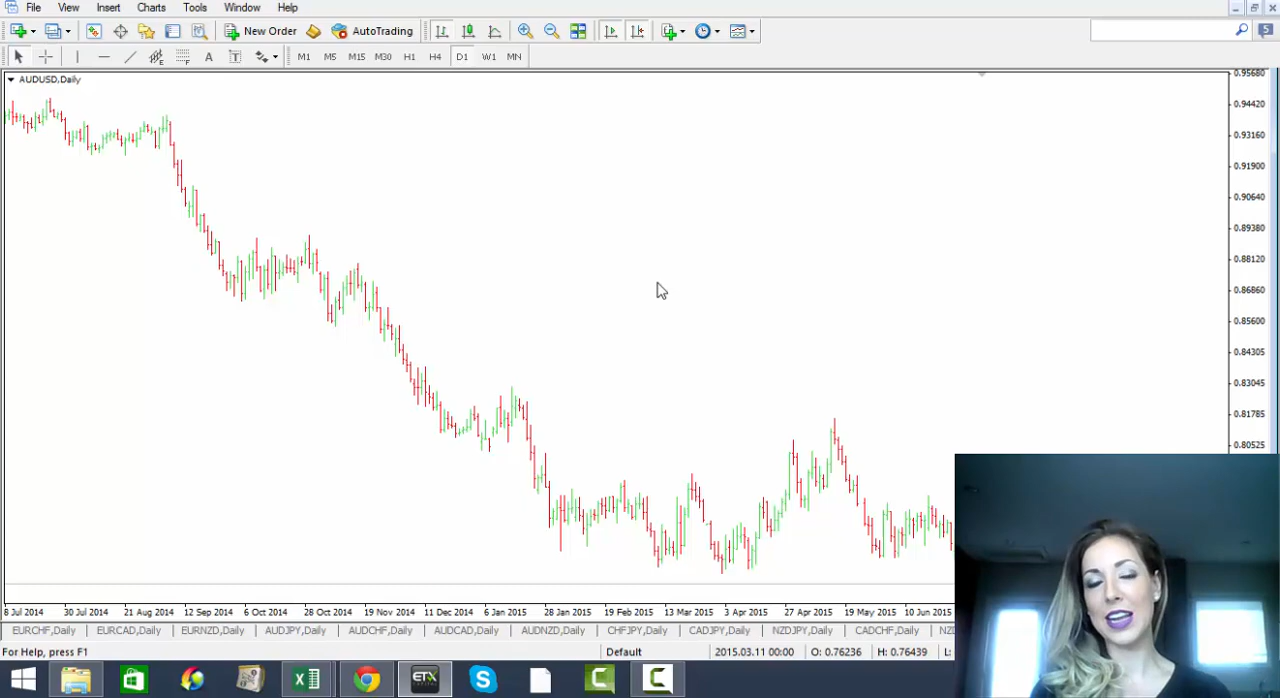 File View Insert Charts Tools Window Help
New Order AutoTrading
5
A T M1 M5 M15 M30 H1 H4 D1 W1 MN
AUDUSD,Daily
0.95680
0.94420
0.93160
0.91900
0.90640
0.89380
0.88120
0.86860
0.85600
0.84305
0.83045
0.81785
0.80525
8 Jul 2014 30 Jul 2014 21 Aug 2014 12 Sep 2014 6 Oct 2014 28 Oct 2014 19 Nov 2014 11 Dec 2014 6 Jan 2015 28 Jan 2015 19 Feb 2015 13 Mar 2015 3 Apr 2015 27 Apr 2015 19 May 2015 10 Jun 2015
EURCHF,Daily EURCAD,Daily EURNZD,Daily AUDJPY,Daily AUDCHF,Daily AUDCAD,Daily AUDNZD,Daily CHFJPY,Daily CADJPY,Daily NZDJPY,Daily CADCHF,Daily NZ
For Help, press F1 Default 2015.03.11 00:00 O: 0.76236 H: 0.76439 L:
ETX
CAPITAL